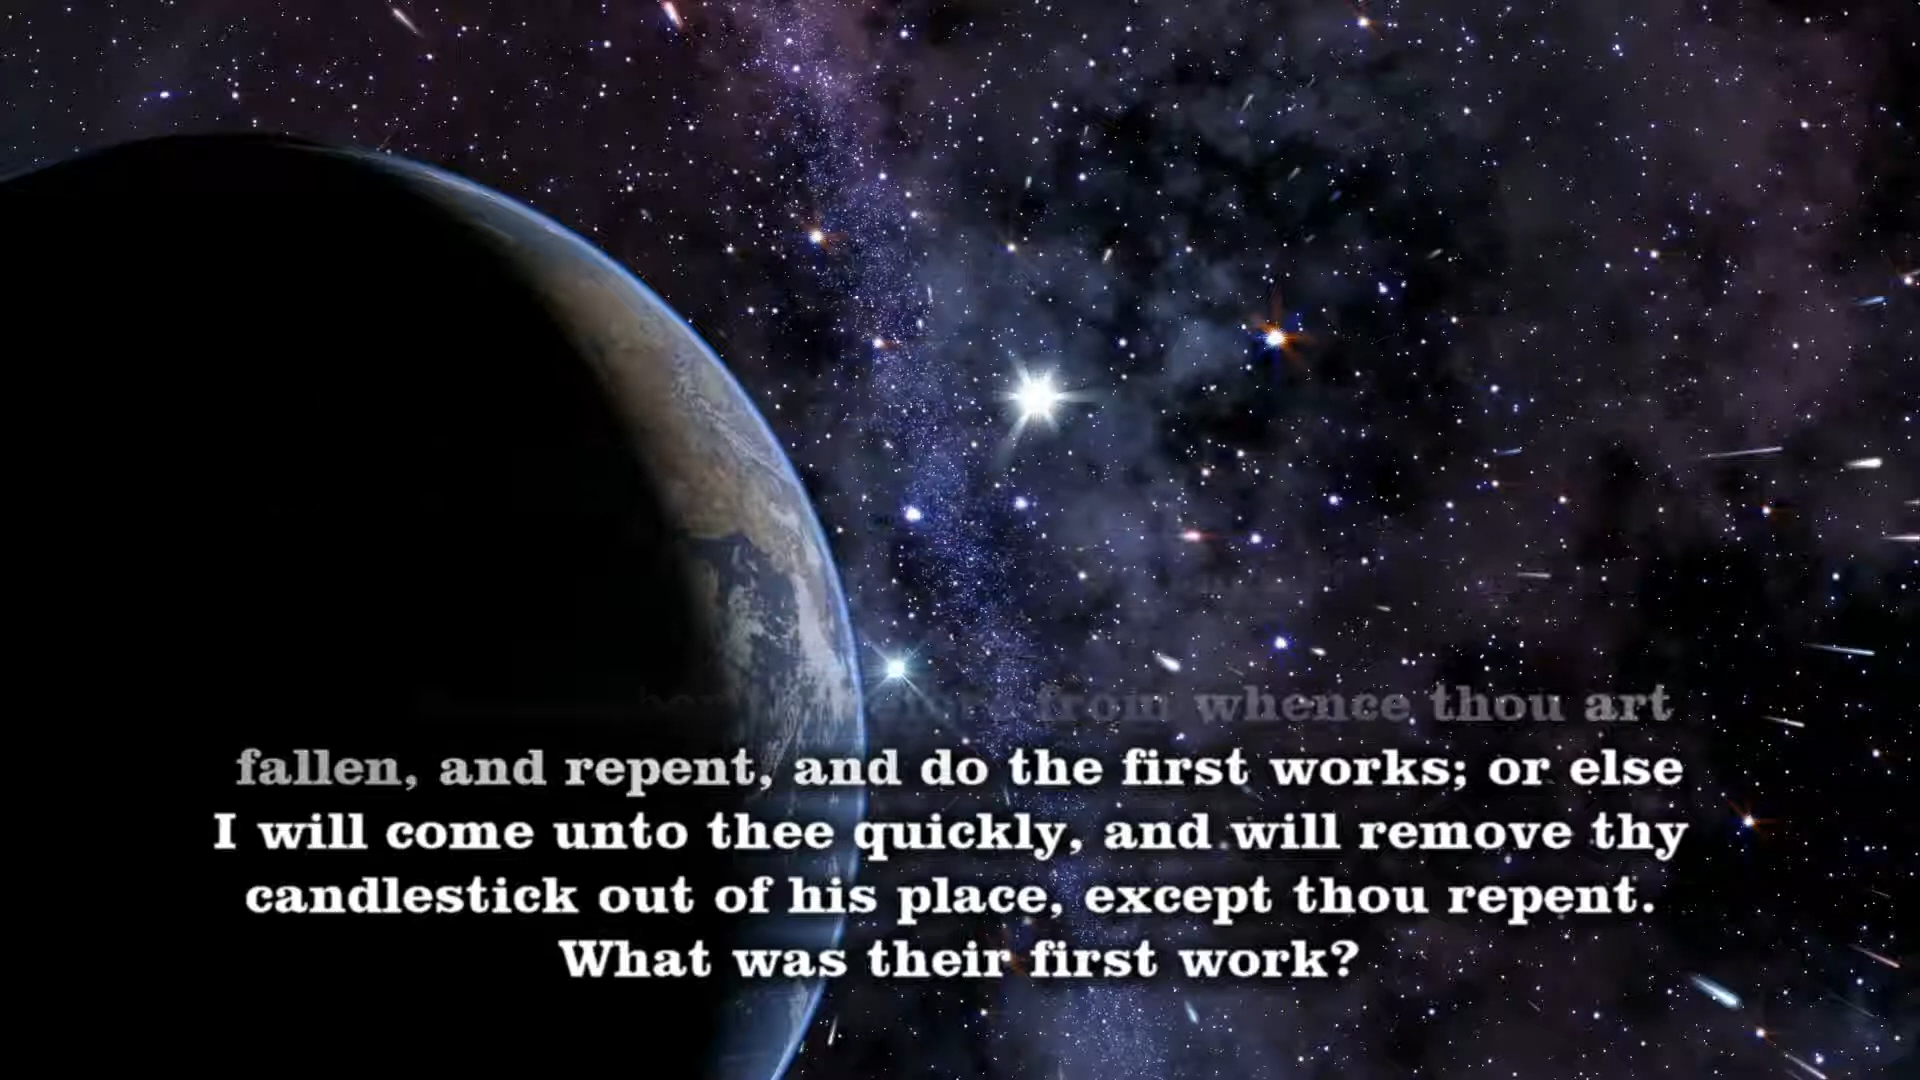 from whence thou art
fallen, and repent, and do the first works; or else
I will come unto thee quickly, and will remove thy
candlestick out of his place, except thou repent.
What was their first work?